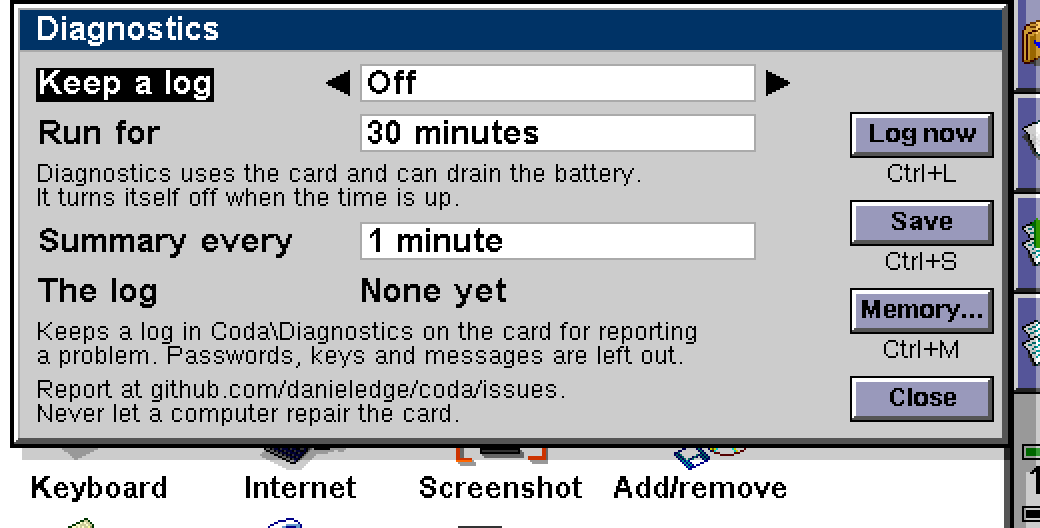 Diagnostics
Keep a log Off
Run for 30 minutes
Log now
Ctrl+L
Diagnostics uses the card and can drain the battery.
It turns itself off when the time is up.
Save
Ctrl+S
Summary every 1 minute
The log None yet
Memory...
Ctrl+M
Keeps a log in Coda\Diagnostics on the card for reporting
a problem. Passwords, keys and messages are left out.
Report at github.com/danieledge/coda/issues.
Never let a computer repair the card.
Close
Keyboard Internet Screenshot Add/remove